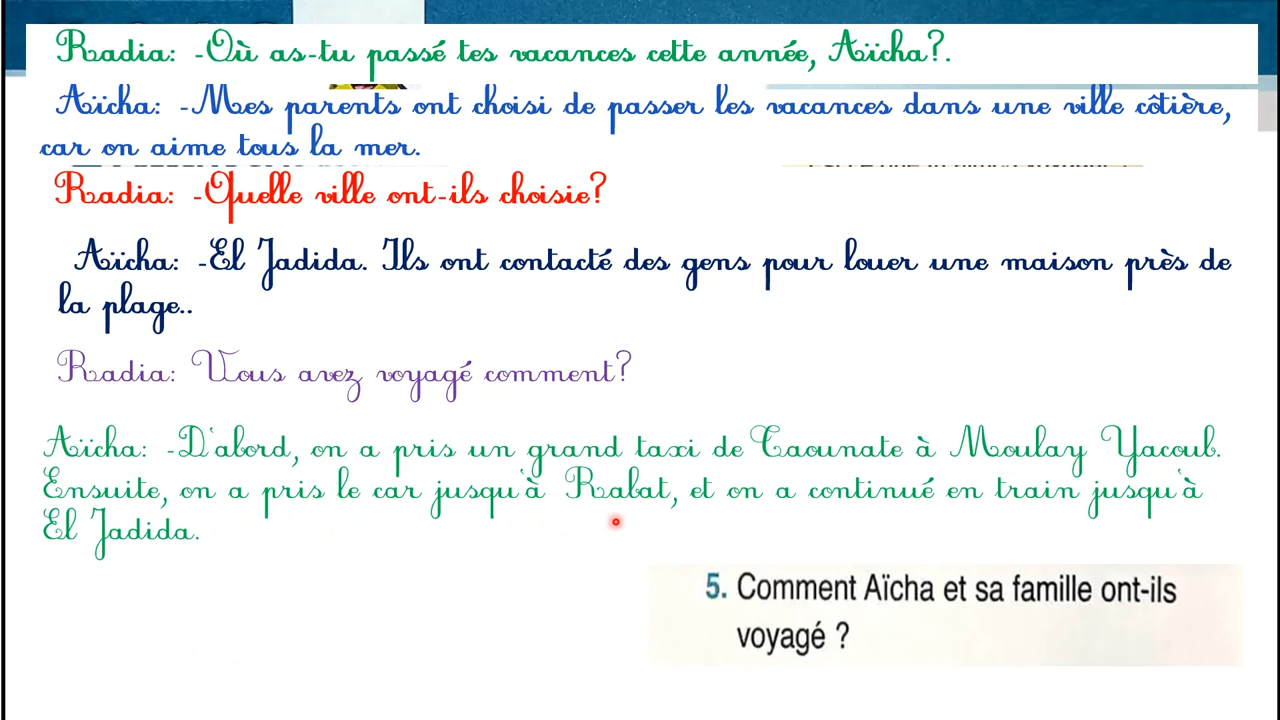 Radia: -Où as-tu passé tes vacances cette année, Aïcha?.
Aïcha: -Mes parents ont choisi de passer les vacances dans une ville côtière,
car on aime tous la mer.
Radia: -Quelle ville ont-ils choisie?
Aïcha: -El Jadida. Ils ont contacté des gens pour louer une maison près de
la plage..
Radia: Vous avez voyagé comment?
Aïcha: -D'abord, on a pris un grand taxi de Taounate à Moulay Yacoub.
Ensuite, on a pris le car jusqu'à Rabat, et on a continué en train jusqu'à
El Jadida.
5. Comment Aïcha et sa famille ont-ils
voyagé ?